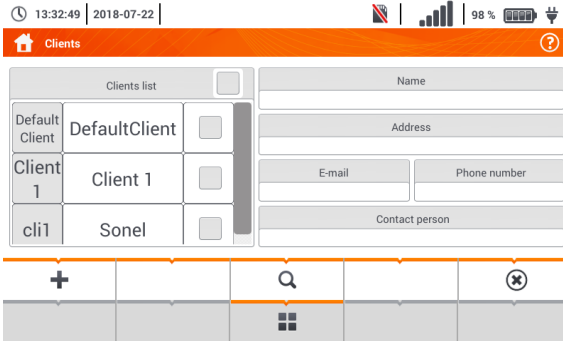 13:32:49 2018-07-22 98 %
Clients ?
Clients list
Default Client DefaultClient
Client 1 Client 1
cli1 Sonel
Name
Address
E-mail Phone number
Contact person